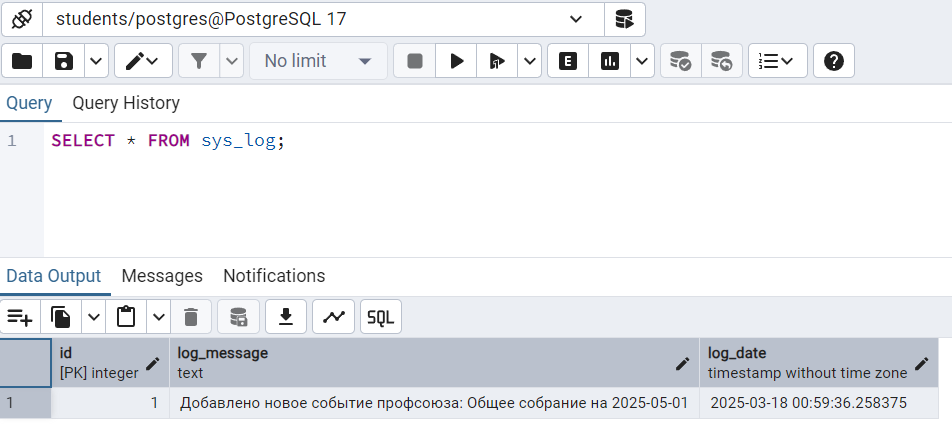 students/postgres@PostgreSQL 17
No limit
E
Query Query History
1 SELECT * FROM sys_log;
Data Output Messages Notifications
SQL
id log_message log_date
[PK] integer text timestamp without time zone
1 1 Добавлено новое событие профсоюза: Общее собрание на 2025-05-01 2025-03-18 00:59:36.258375